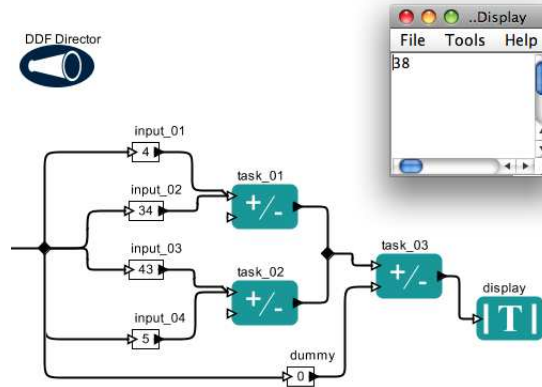 DDF Director
..Display
File Tools Help
38
input_01
4
input_02
34
input_03
43
input_04
5
task_01
+/-
task_02
+/-
task_03
+/-
dummy
0
display
T